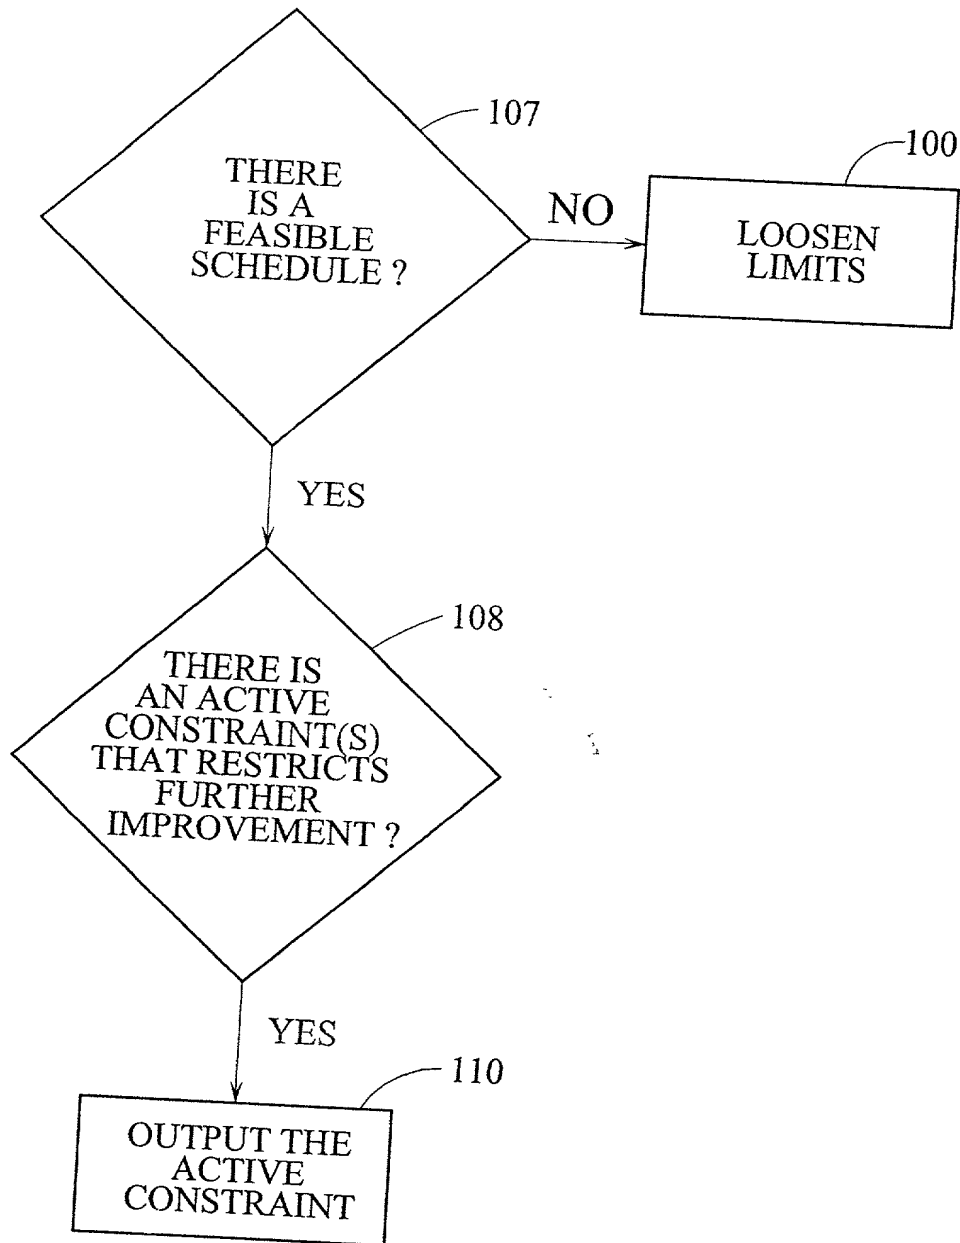 107
THERE
IS A
FEASIBLE
SCHEDULE ?
NO
100
LOOSEN
LIMITS
YES
108
THERE IS
AN ACTIVE
CONSTRAINT(S)
THAT RESTRICTS
FURTHER
IMPROVEMENT ?
YES
110
OUTPUT THE
ACTIVE
CONSTRAINT